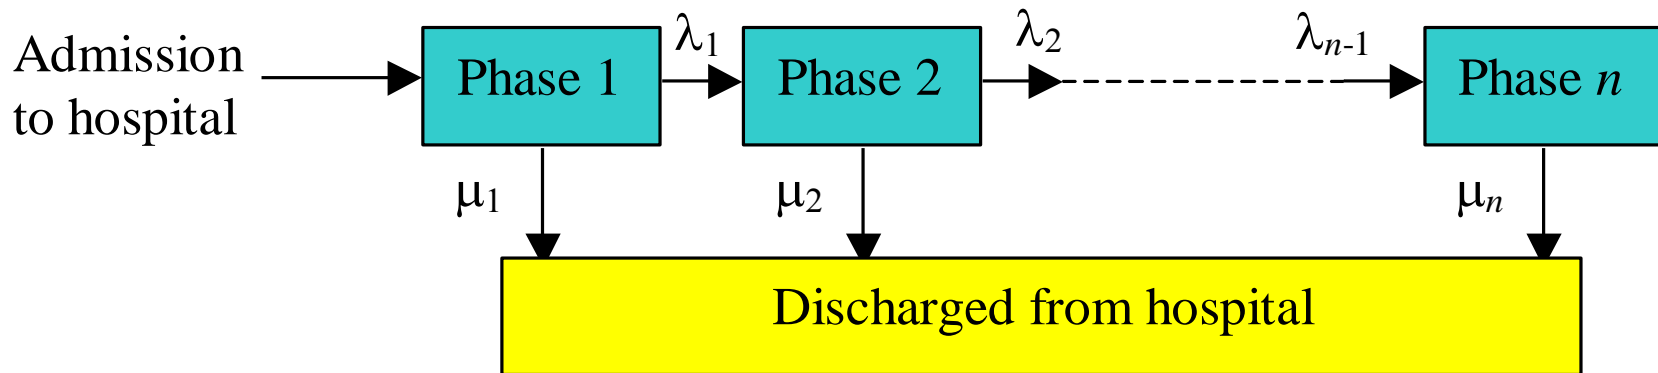 Admission
to hospital
λ1
λ2
λn-1
Phase 1
Phase 2
Phase n
μ1
μ2
μn
Discharged from hospital